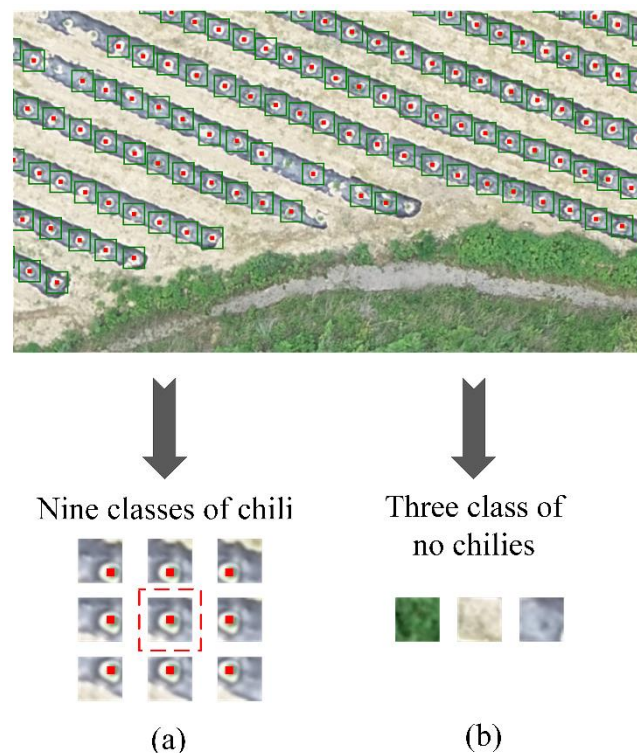 Nine classes of chili
Three class of
no chilies
(a)
(b)